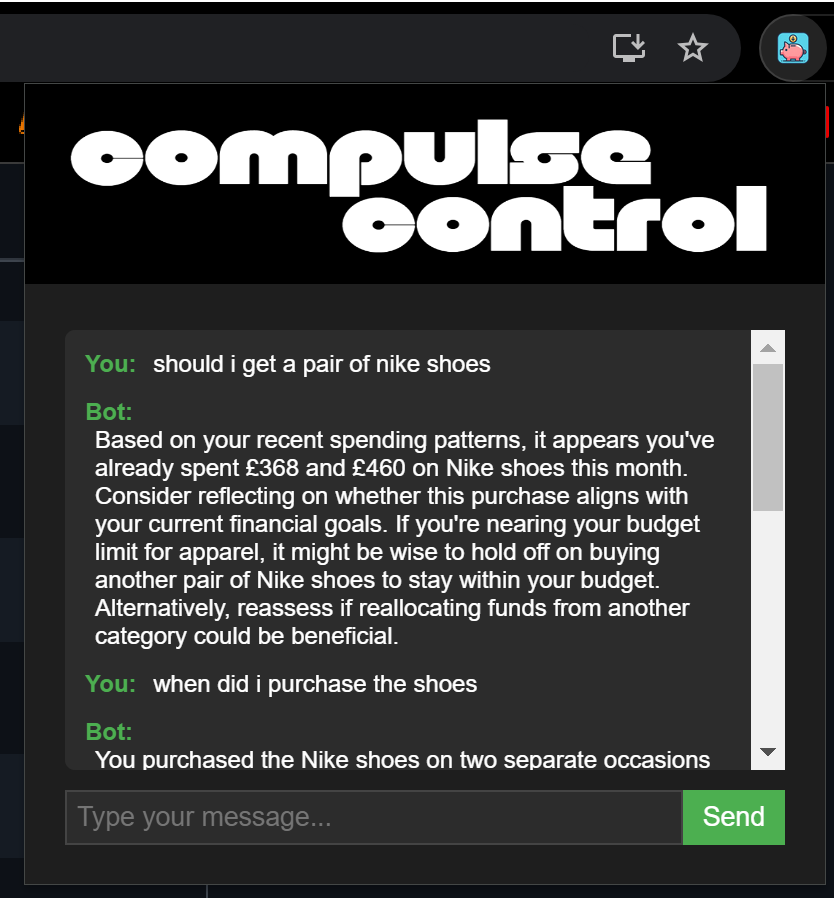 compulse
control
You: should i get a pair of nike shoes
Bot:
Based on your recent spending patterns, it appears you've
already spent £368 and £460 on Nike shoes this month.
Consider reflecting on whether this purchase aligns with
your current financial goals. If you're nearing your budget
limit for apparel, it might be wise to hold off on buying
another pair of Nike shoes to stay within your budget.
Alternatively, reassess if reallocating funds from another
category could be beneficial.
You: when did i purchase the shoes
Bot:
You purchased the Nike shoes on two separate occasions
Type your message...
Send